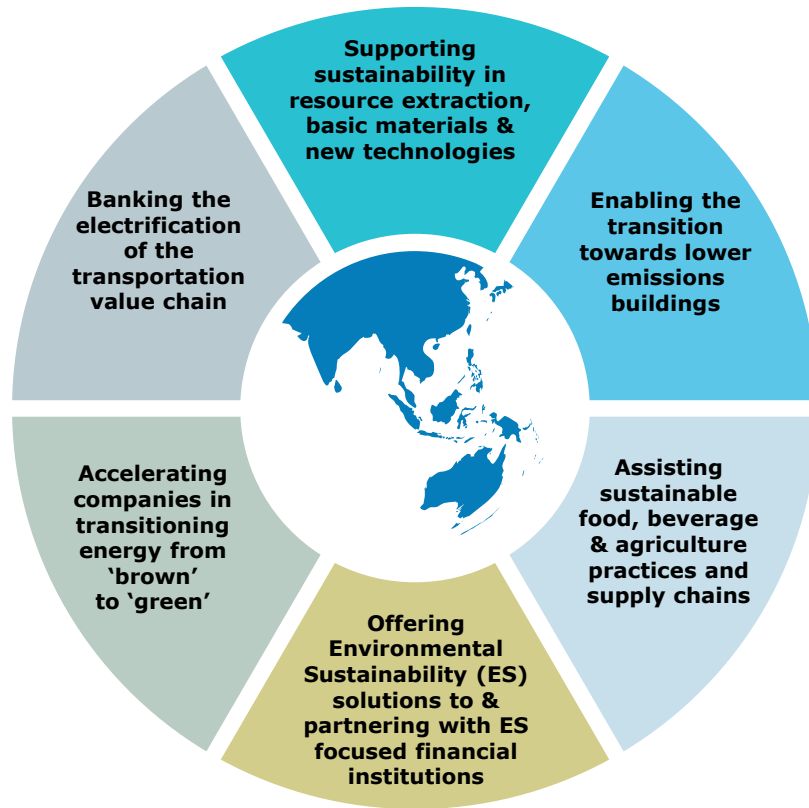 Supporting
sustainability in
resource extraction,
basic materials &
new technologies
Enabling the
transition
towards lower
emissions
buildings
Assisting
sustainable
food, beverage
& agriculture
practices and
supply chains
Offering
Environmental
Sustainability (ES)
solutions to &
partnering with ES
focused financial
institutions
Accelerating
companies in
transitioning
energy from
‘brown’
to ‘green’
Banking the
electrification
of the
transportation
value chain